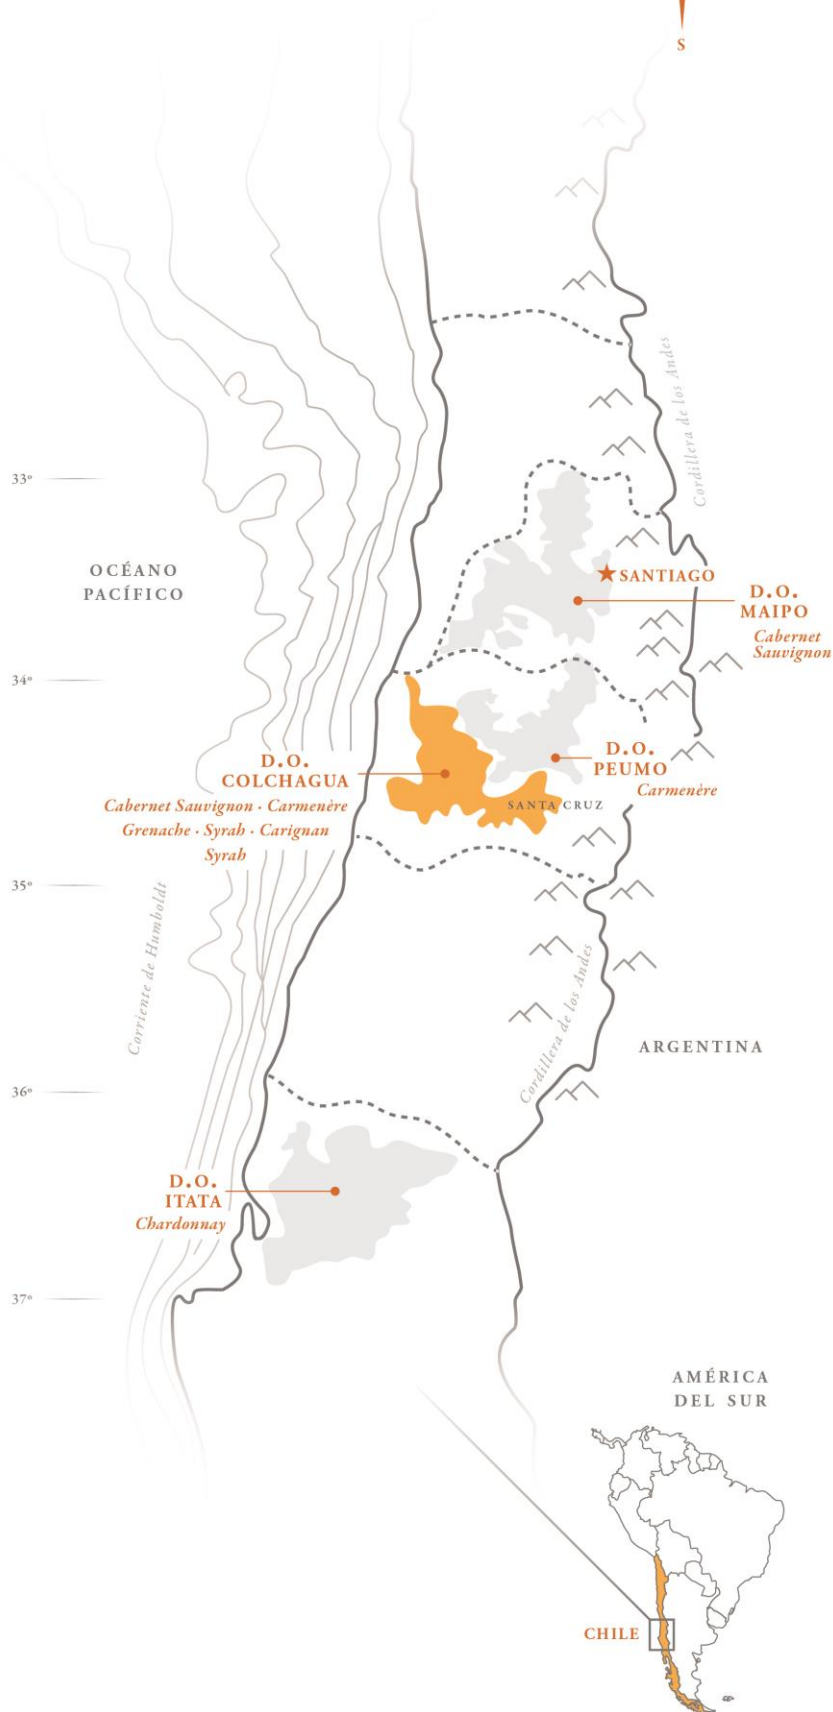 S
Cordillera de los Andes
33º
OCÉANO
PACÍFICO
SANTIAGO
D.O.
MAIPO
Cabernet
Sauvignon
34º
D.O.
COLCHAGUA
Cabernet Sauvignon · Carmenère
Grenache · Syrah · Carignan
Syrah
D.O.
PEUMO
Carmenère
SANTA CRUZ
35º
Corriente de Humboldt
Cordillera de los Andes
ARGENTINA
36º
D.O.
ITATA
Chardonnay
37º
AMÉRICA
DEL SUR
CHILE